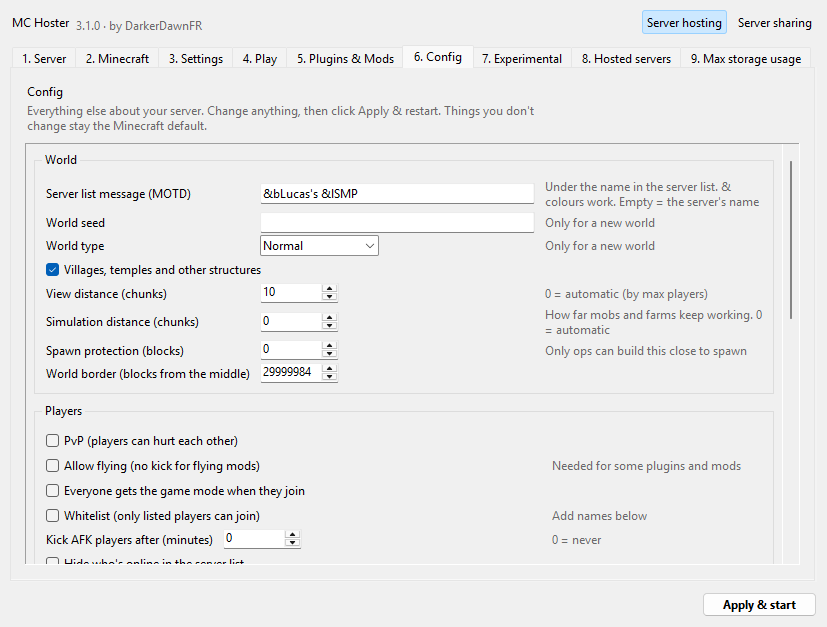 MC Hoster 3.1.0 · by DarkerDawnFR Server hosting Server sharing
1. Server 2. Minecraft 3. Settings 4. Play 5. Plugins & Mods 6. Config 7. Experimental 8. Hosted servers 9. Max storage usage
Config
Everything else about your server. Change anything, then click Apply & restart. Things you don't
change stay the Minecraft default.
World
Server list message (MOTD) &bLucas's &lSMP
Under the name in the server list. &
colours work. Empty = the server's name
World seed Only for a new world
World type Normal Only for a new world
Villages, temples and other structures
View distance (chunks) 10 0 = automatic (by max players)
Simulation distance (chunks) 0
How far mobs and farms keep working. 0
= automatic
Spawn protection (blocks) 0 Only ops can build this close to spawn
World border (blocks from the middle) 29999984
Players
PvP (players can hurt each other)
Allow flying (no kick for flying mods) Needed for some plugins and mods
Everyone gets the game mode when they join
Whitelist (only listed players can join) Add names below
Kick AFK players after (minutes) 0 0 = never
Hide who's online in the server list
Apply & start